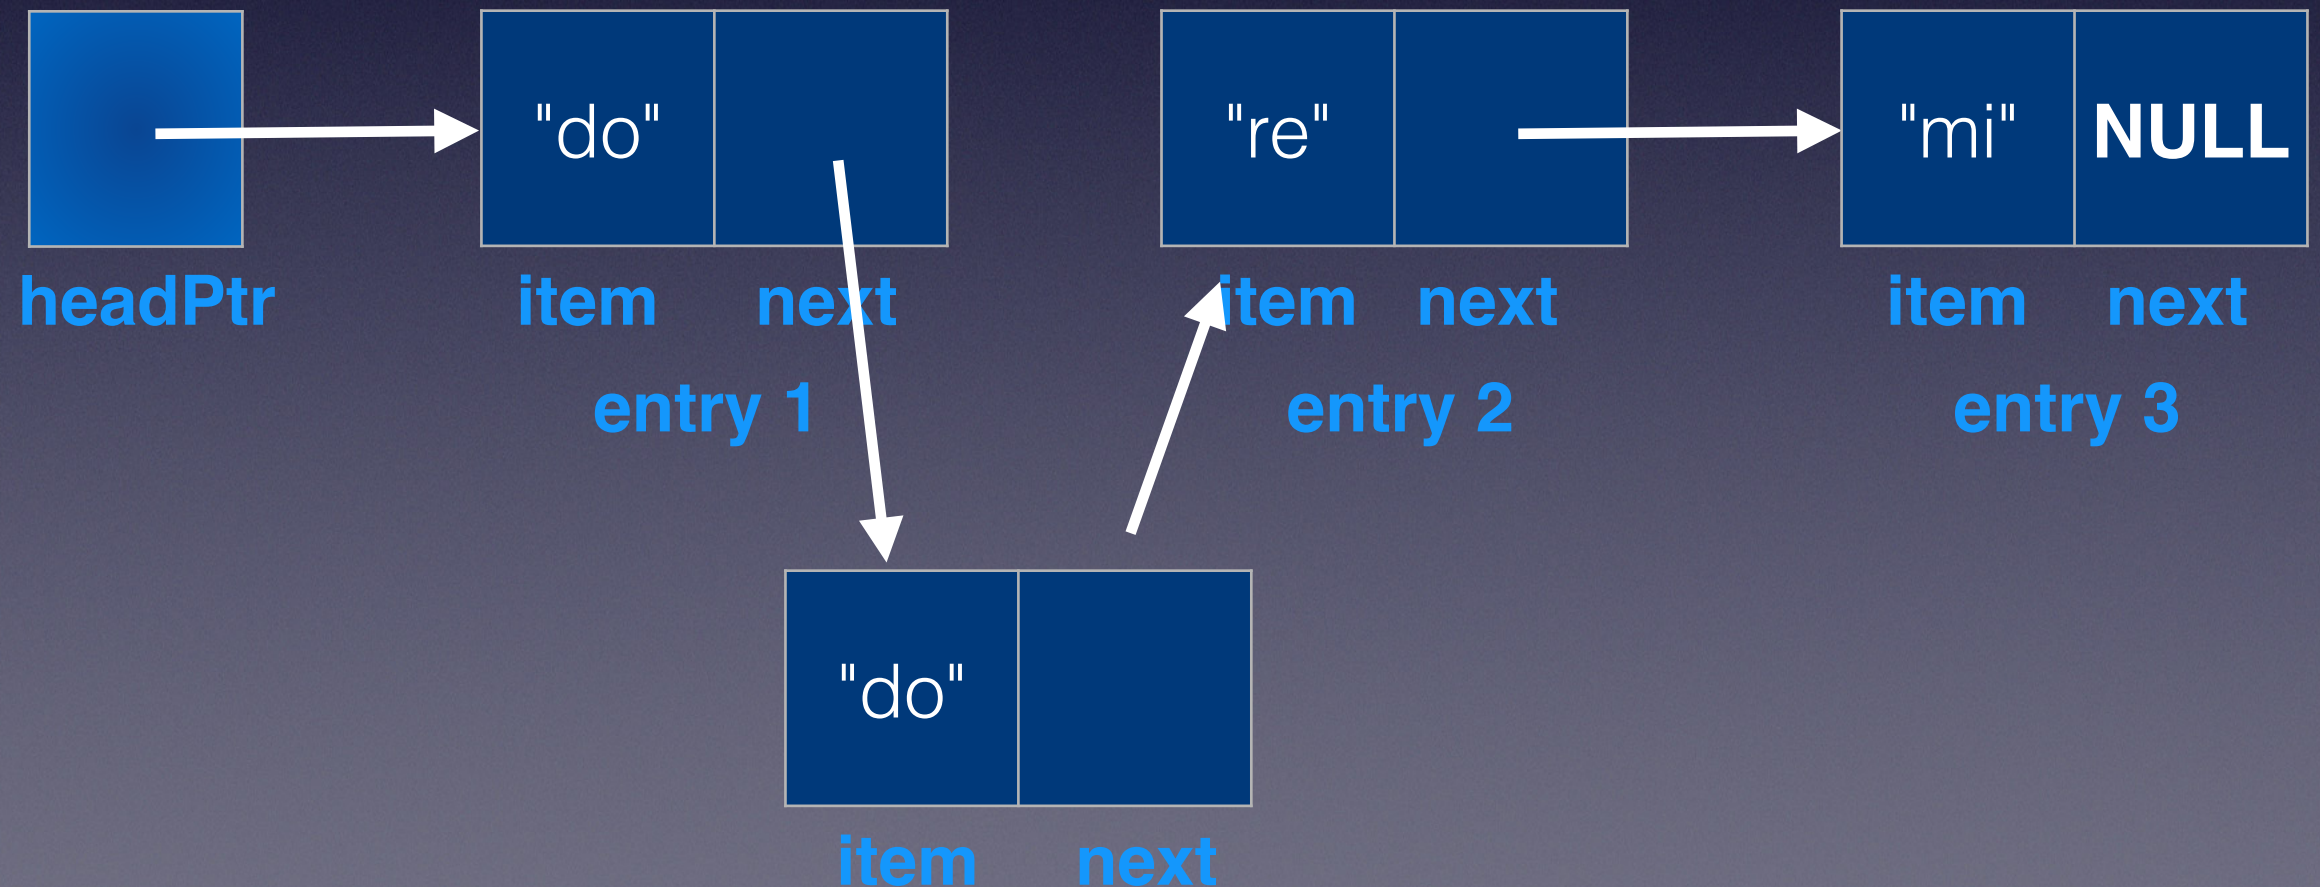 "do"
"re"
"mi" NULL
headPtr
item next
item next
item next
entry 1
entry 2
entry 3
"do"
item next